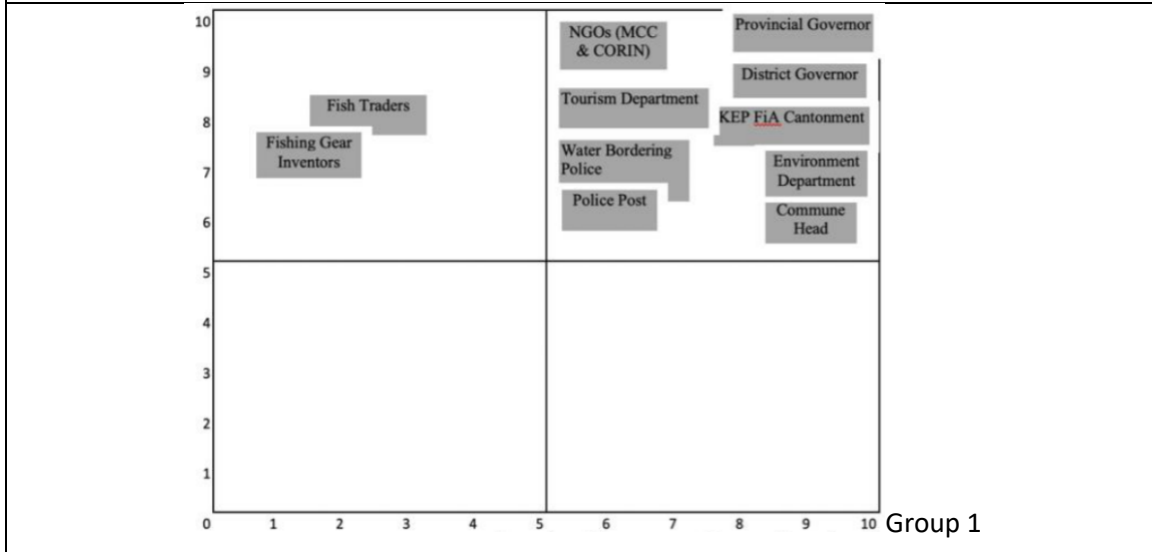 10
9
8
7
6
5
4
3
2
1
0
1
2
3
4
5
6
7
8
9
10
NGOs (MCC
& CORIN)
Provincial Governor
District Governor
Tourism Department
Fish Traders
KEP FiA Cantonment
Fishing Gear
Inventors
Water Bordering
Police
Environment
Department
Police Post
Commune
Head
Group 1